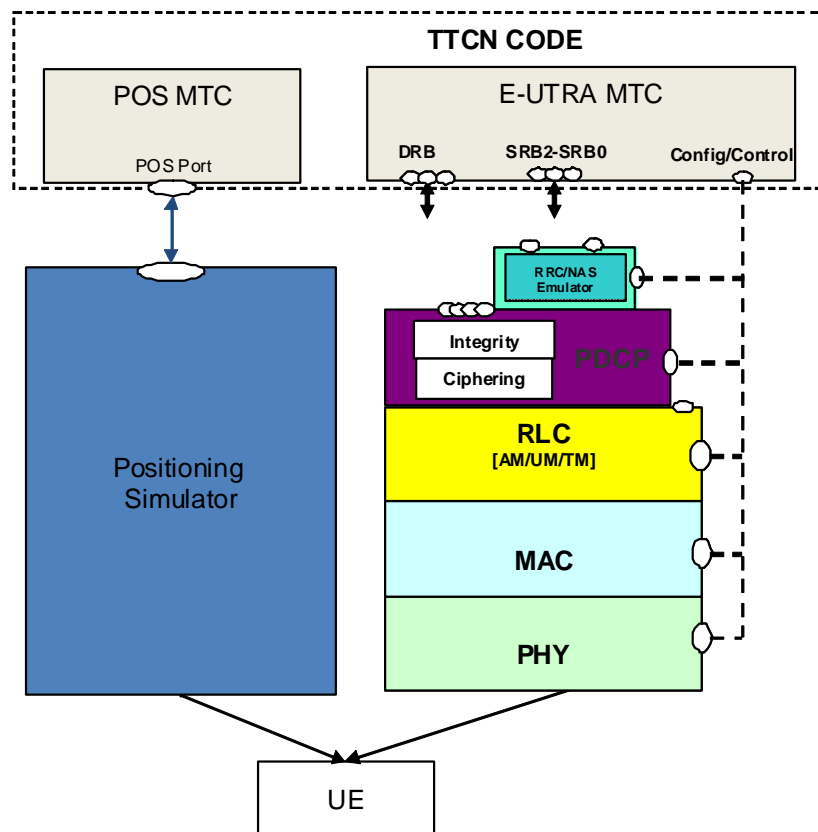 TTCN CODE
POS MTC
POS Port
E-UTRA MTC
DRB
SRB2-SRB0
Config/Control
RRC/NAS
Emulator
Integrity
Ciphering
PDCP
RLC
[AM/UM/TM]
MAC
PHY
Positioning
Simulator
UE